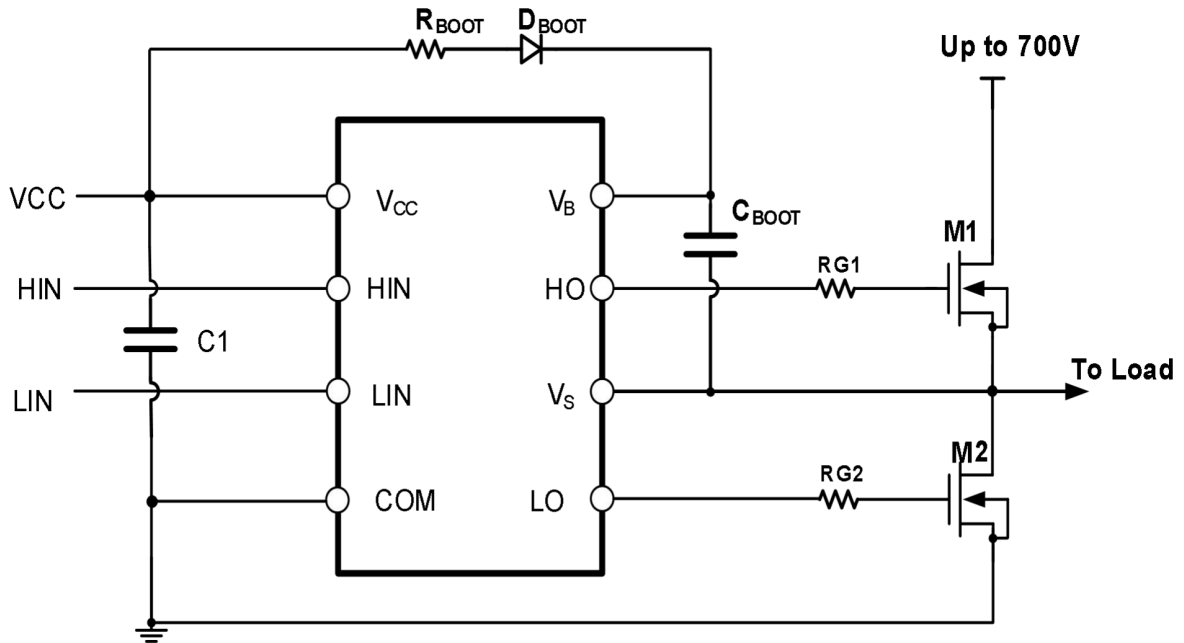 RBOOT
DBOOT
Up to 700V
VCC
VCC
VB
CBOOT
M1
HIN
HIN
HO
RG1
C1
To Load
LIN
LIN
VS
M2
COM
LO
RG2